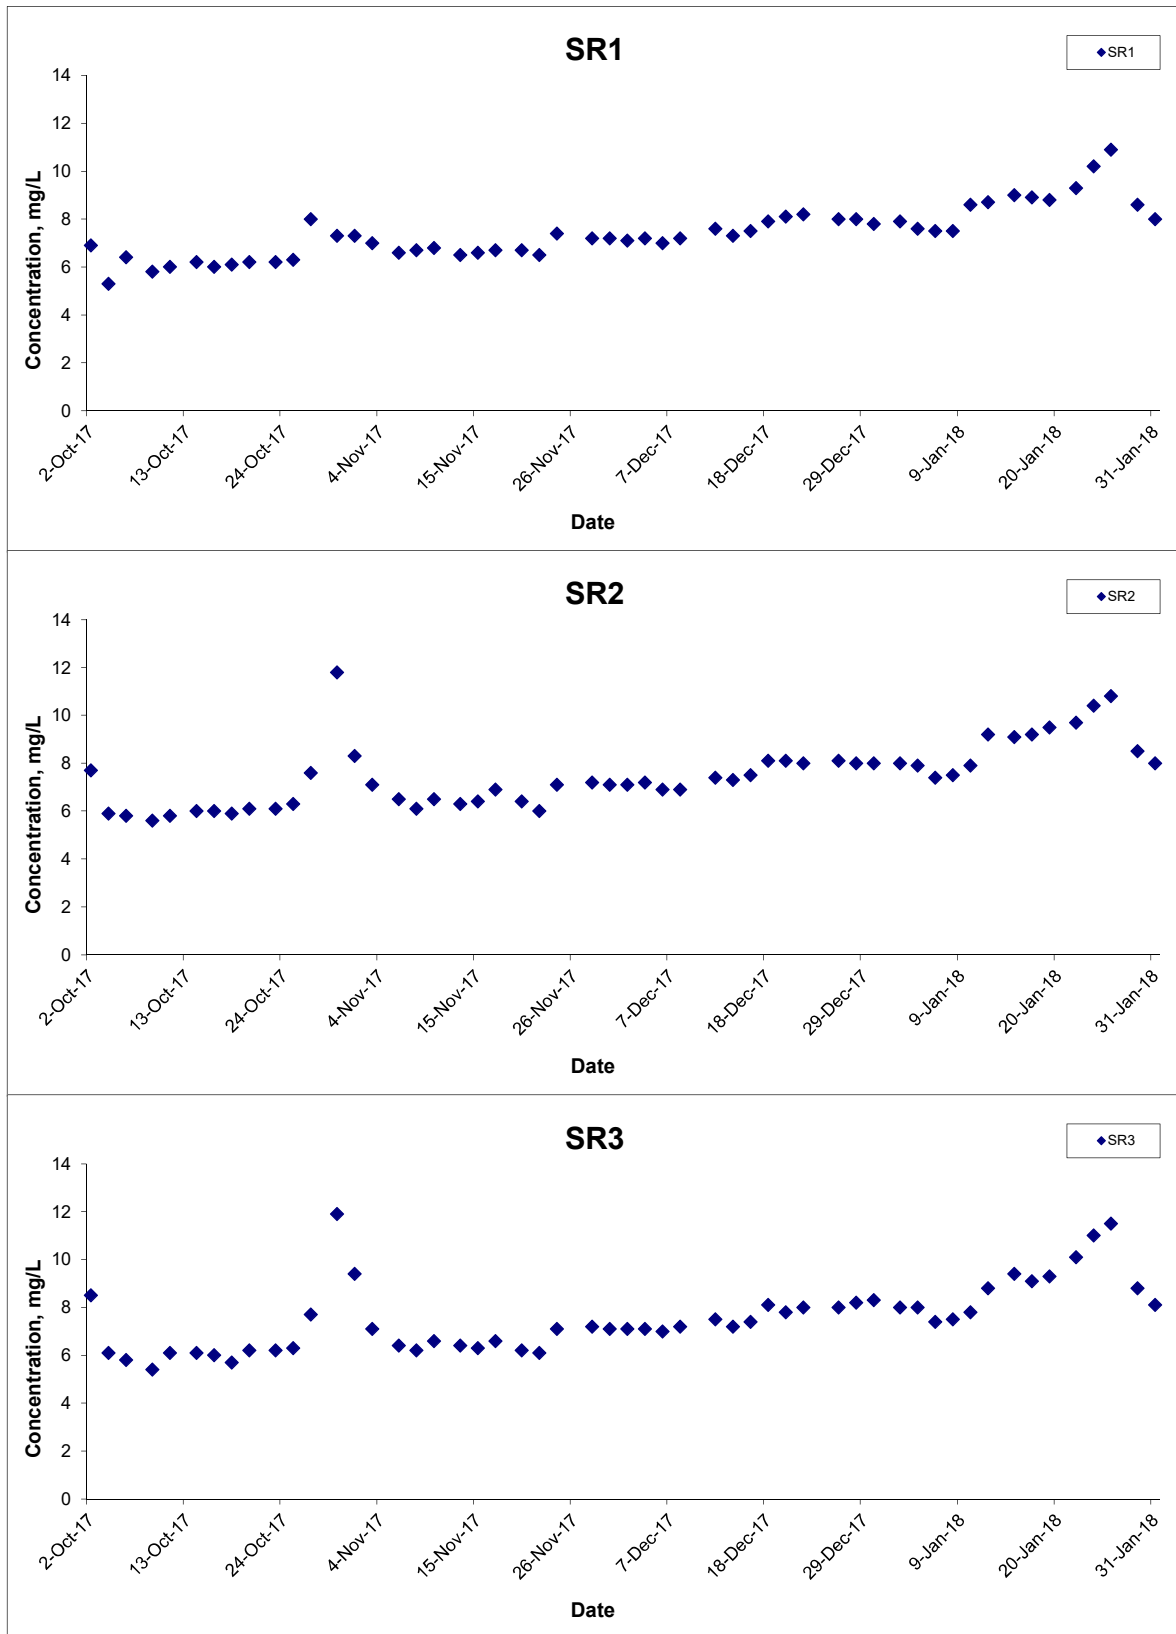 SR1
SR1
14
12
10
8
6
4
2
0
Concentration, mg/L
2-Oct-17
13-Oct-17
24-Oct-17
4-Nov-17
15-Nov-17
26-Nov-17
7-Dec-17
18-Dec-17
29-Dec-17
9-Jan-18
20-Jan-18
31-Jan-18
Date
SR2
SR2
14
12
10
8
6
4
2
0
Concentration, mg/L
2-Oct-17
13-Oct-17
24-Oct-17
4-Nov-17
15-Nov-17
26-Nov-17
7-Dec-17
18-Dec-17
29-Dec-17
9-Jan-18
20-Jan-18
31-Jan-18
Date
SR3
SR3
14
12
10
8
6
4
2
0
Concentration, mg/L
2-Oct-17
13-Oct-17
24-Oct-17
4-Nov-17
15-Nov-17
26-Nov-17
7-Dec-17
18-Dec-17
29-Dec-17
9-Jan-18
20-Jan-18
31-Jan-18
Date